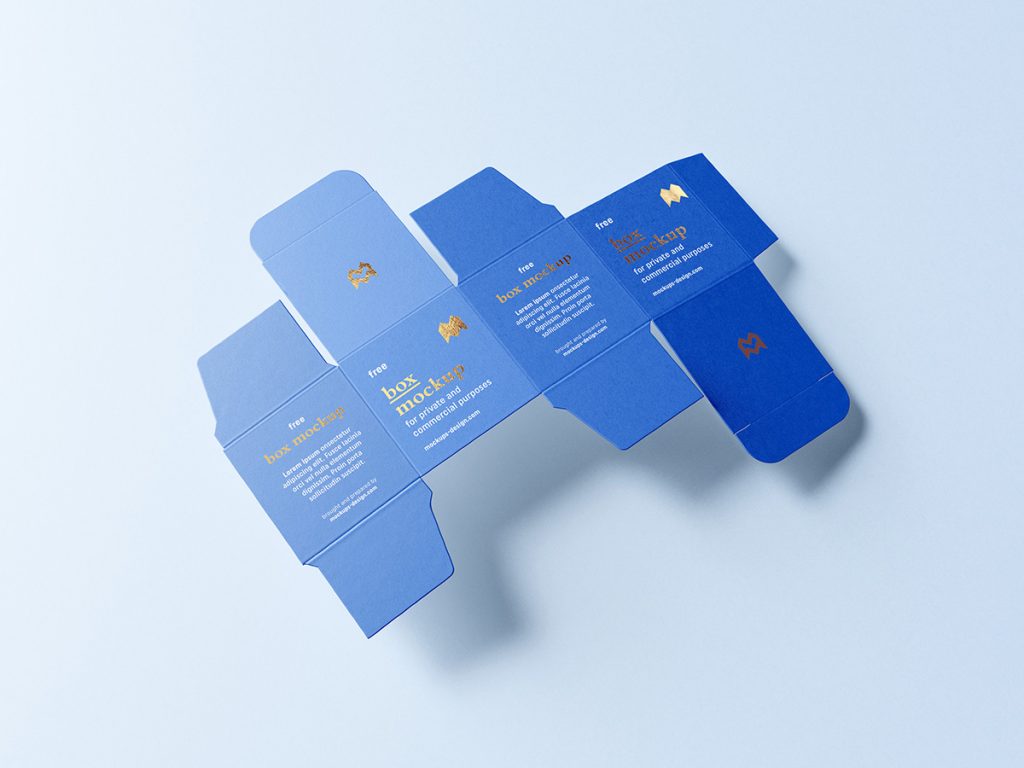 free
box mockup
Lorem ipsum onsectetur
adipiscing elit. Fusce lacinia
orci vel nulla elementum
dignissim. Proin porta
sollicitudin suscipit.
brought and prepared by
mockups-design.com
free
box
mockup
for private and
commercial purposes
mockups-design.com
free
box mockup
Lorem ipsum onsectetur
adipiscing elit. Fusce lacinia
orci vel nulla elementum
dignissim. Proin porta
sollicitudin suscipit.
brought and prepared by
mockups-design.com
free
box
mockup
for private and
commercial purposes
mockups-design.com